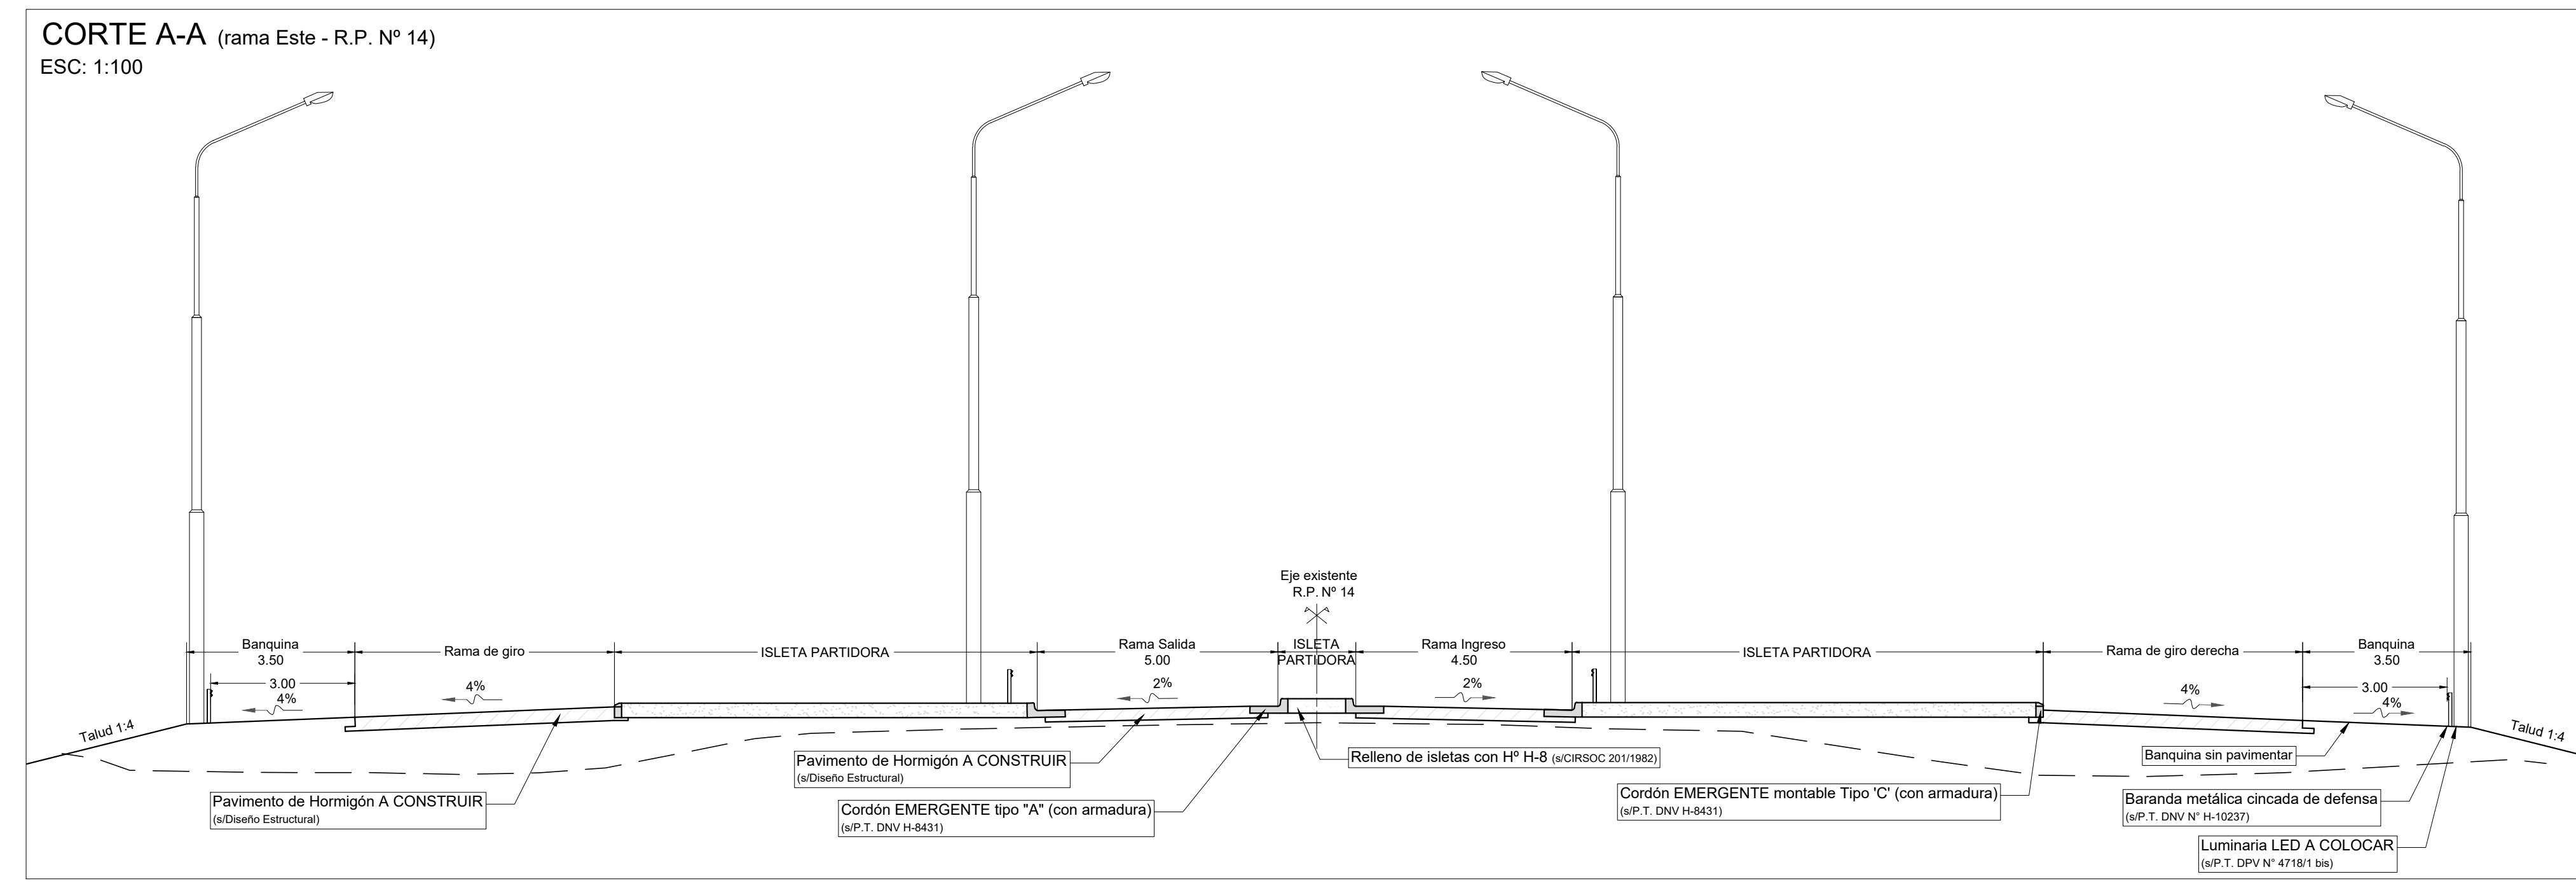 CORTE A-A (rama Este - R.P. Nº 14)
ESC: 1:100
Eje existente
R.P. Nº 14
Banquina
3.50
Rama de giro
ISLETA PARTIDORA
Rama Salida
5.00
ISLETA
PARTIDORA
Rama Ingreso
4.50
ISLETA PARTIDORA
Rama de giro derecha
Banquina
3.50
3.00
4%
4%
2%
2%
4%
3.00
4%
Talud 1:4
Talud 1:4
Pavimento de Hormigón A CONSTRUIR
(s/Diseño Estructural)
Pavimento de Hormigón A CONSTRUIR
(s/Diseño Estructural)
Cordón EMERGENTE tipo "A" (con armadura)
(s/P.T. DNV H-8431)
Relleno de isletas con Hº H-8 (s/CIRSOC 201/1982)
Cordón EMERGENTE montable Tipo 'C' (con armadura)
(s/P.T. DNV H-8431)
Banquina sin pavimentar
Baranda metálica cincada de defensa
(s/P.T. DNV N° H-10237)
Luminaria LED A COLOCAR
(s/P.T. DPV N° 4718/1 bis)